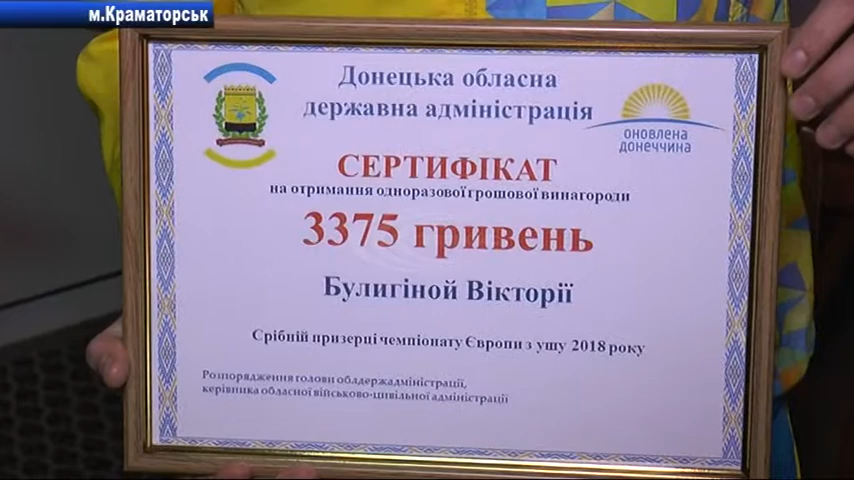 м.Краматорськ
Донецька обласна
державна адміністрація
ОНОВЛЕНА
ДОНЕЧЧИНА
СЕРТИФІКАТ
на отримання одноразової грошової винагороди
3375 гривень
Булигіной Вікторії
Срібній призерці чемпіонату Європи з ушу 2018 року
Розпорядження голови облдержадміністрації,
керівника обласної військово-цивільної адміністрації